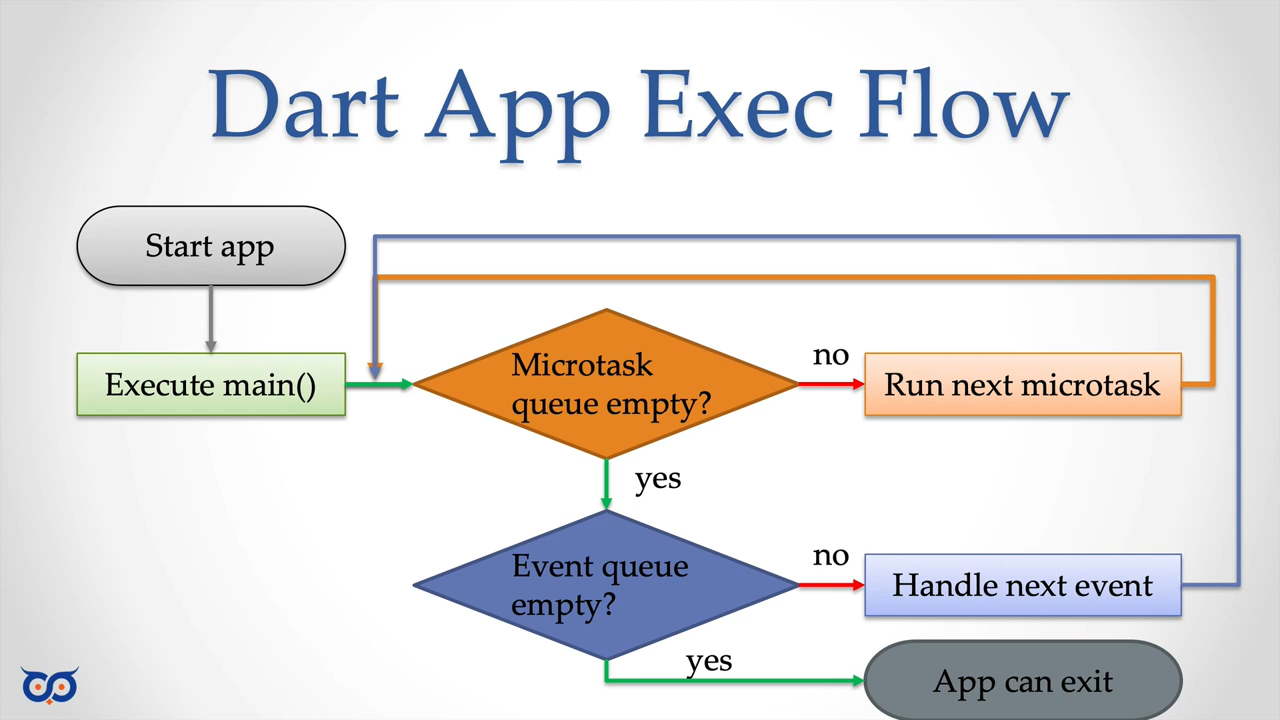 Dart App Exec Flow
Start app
Execute main()
Microtask
queue empty?
no
Run next microtask
yes
Event queue
empty?
no
Handle next event
yes
App can exit